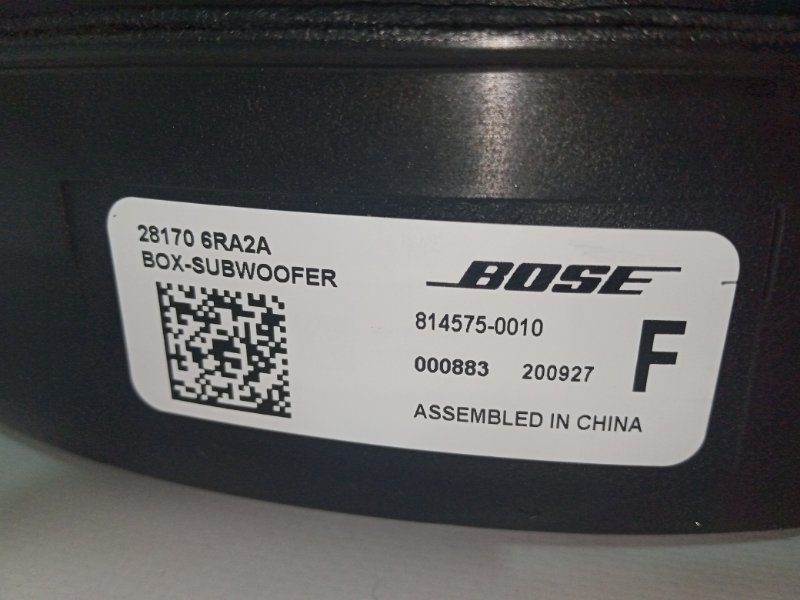 28170 6RA2A
BOX-SUBWOOFER
BOSE
814575-0010
000883 200927
F
ASSEMBLED IN CHINA